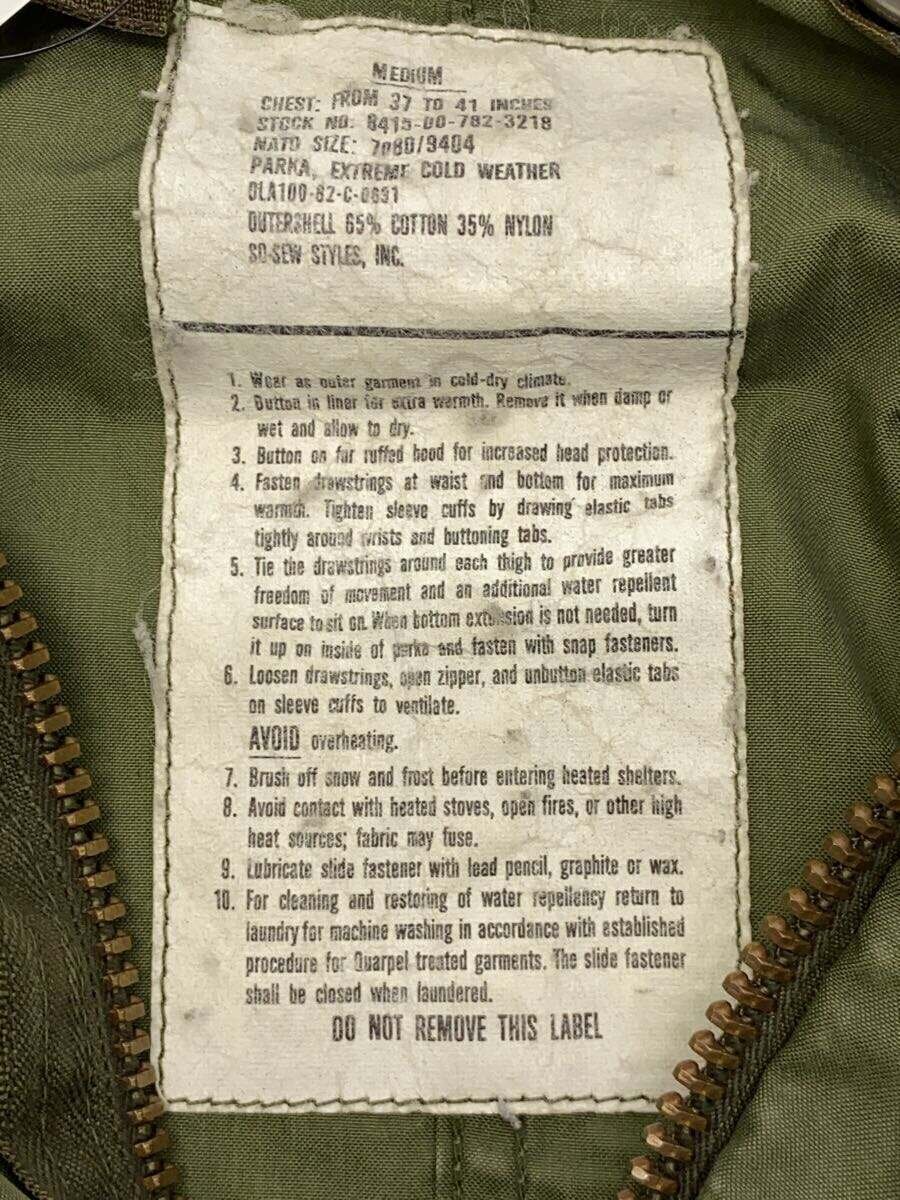 MEDIUM
CHEST: FROM 37 TO 41 INCHES
STOCK NO. 8415-00-782-3218
NATO SIZE: 7080/9404
PARKA, EXTREME COLD WEATHER
DLA100-82-C-0631
OUTERSHELL 65% COTTON 35% NYLON
SO-SEW STYLES, INC.
1. Wear as outer garment in cold-dry climate.
2. Button in liner for extra warmth. Remove it when damp or
wet and allow to dry.
3. Button on fur ruffed hood for increased head protection.
4. Fasten drawstrings at waist and bottom for maximum
warmth. Tighten sleeve cuffs by drawing elastic tabs
tightly around wrists and buttoning tabs.
5. Tie the drawstrings around each thigh to provide greater
freedom of movement and an additional water repellent
surface to sit on. When bottom extension is not needed, turn
it up on inside of parka and fasten with snap fasteners.
6. Loosen drawstrings, open zipper, and unbutton elastic tabs
on sleeve cuffs to ventilate.
AVOID overheating.
7. Brush off snow and frost before entering heated shelters.
8. Avoid contact with heated stoves, open fires, or other high
heat sources; fabric may fuse.
9. Lubricate slide fastener with lead pencil, graphite or wax.
10. For cleaning and restoring of water repellency return to
laundry for machine washing in accordance with established
procedure for Quarpel treated garments. The slide fastener
shall be closed when laundered.
DO NOT REMOVE THIS LABEL